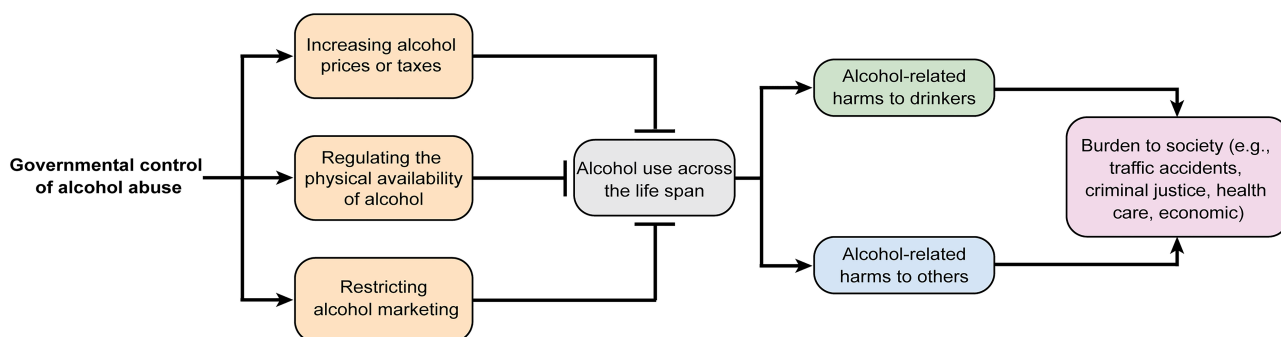 Governmental control
of alcohol abuse
Increasing alcohol
prices or taxes
Regulating the
physical availability
of alcohol
Restricting
alcohol marketing
Alcohol use across
the life span
Alcohol-related
harms to drinkers
Alcohol-related
harms to others
Burden to society (e.g.,
traffic accidents,
criminal justice, health
care, economic)